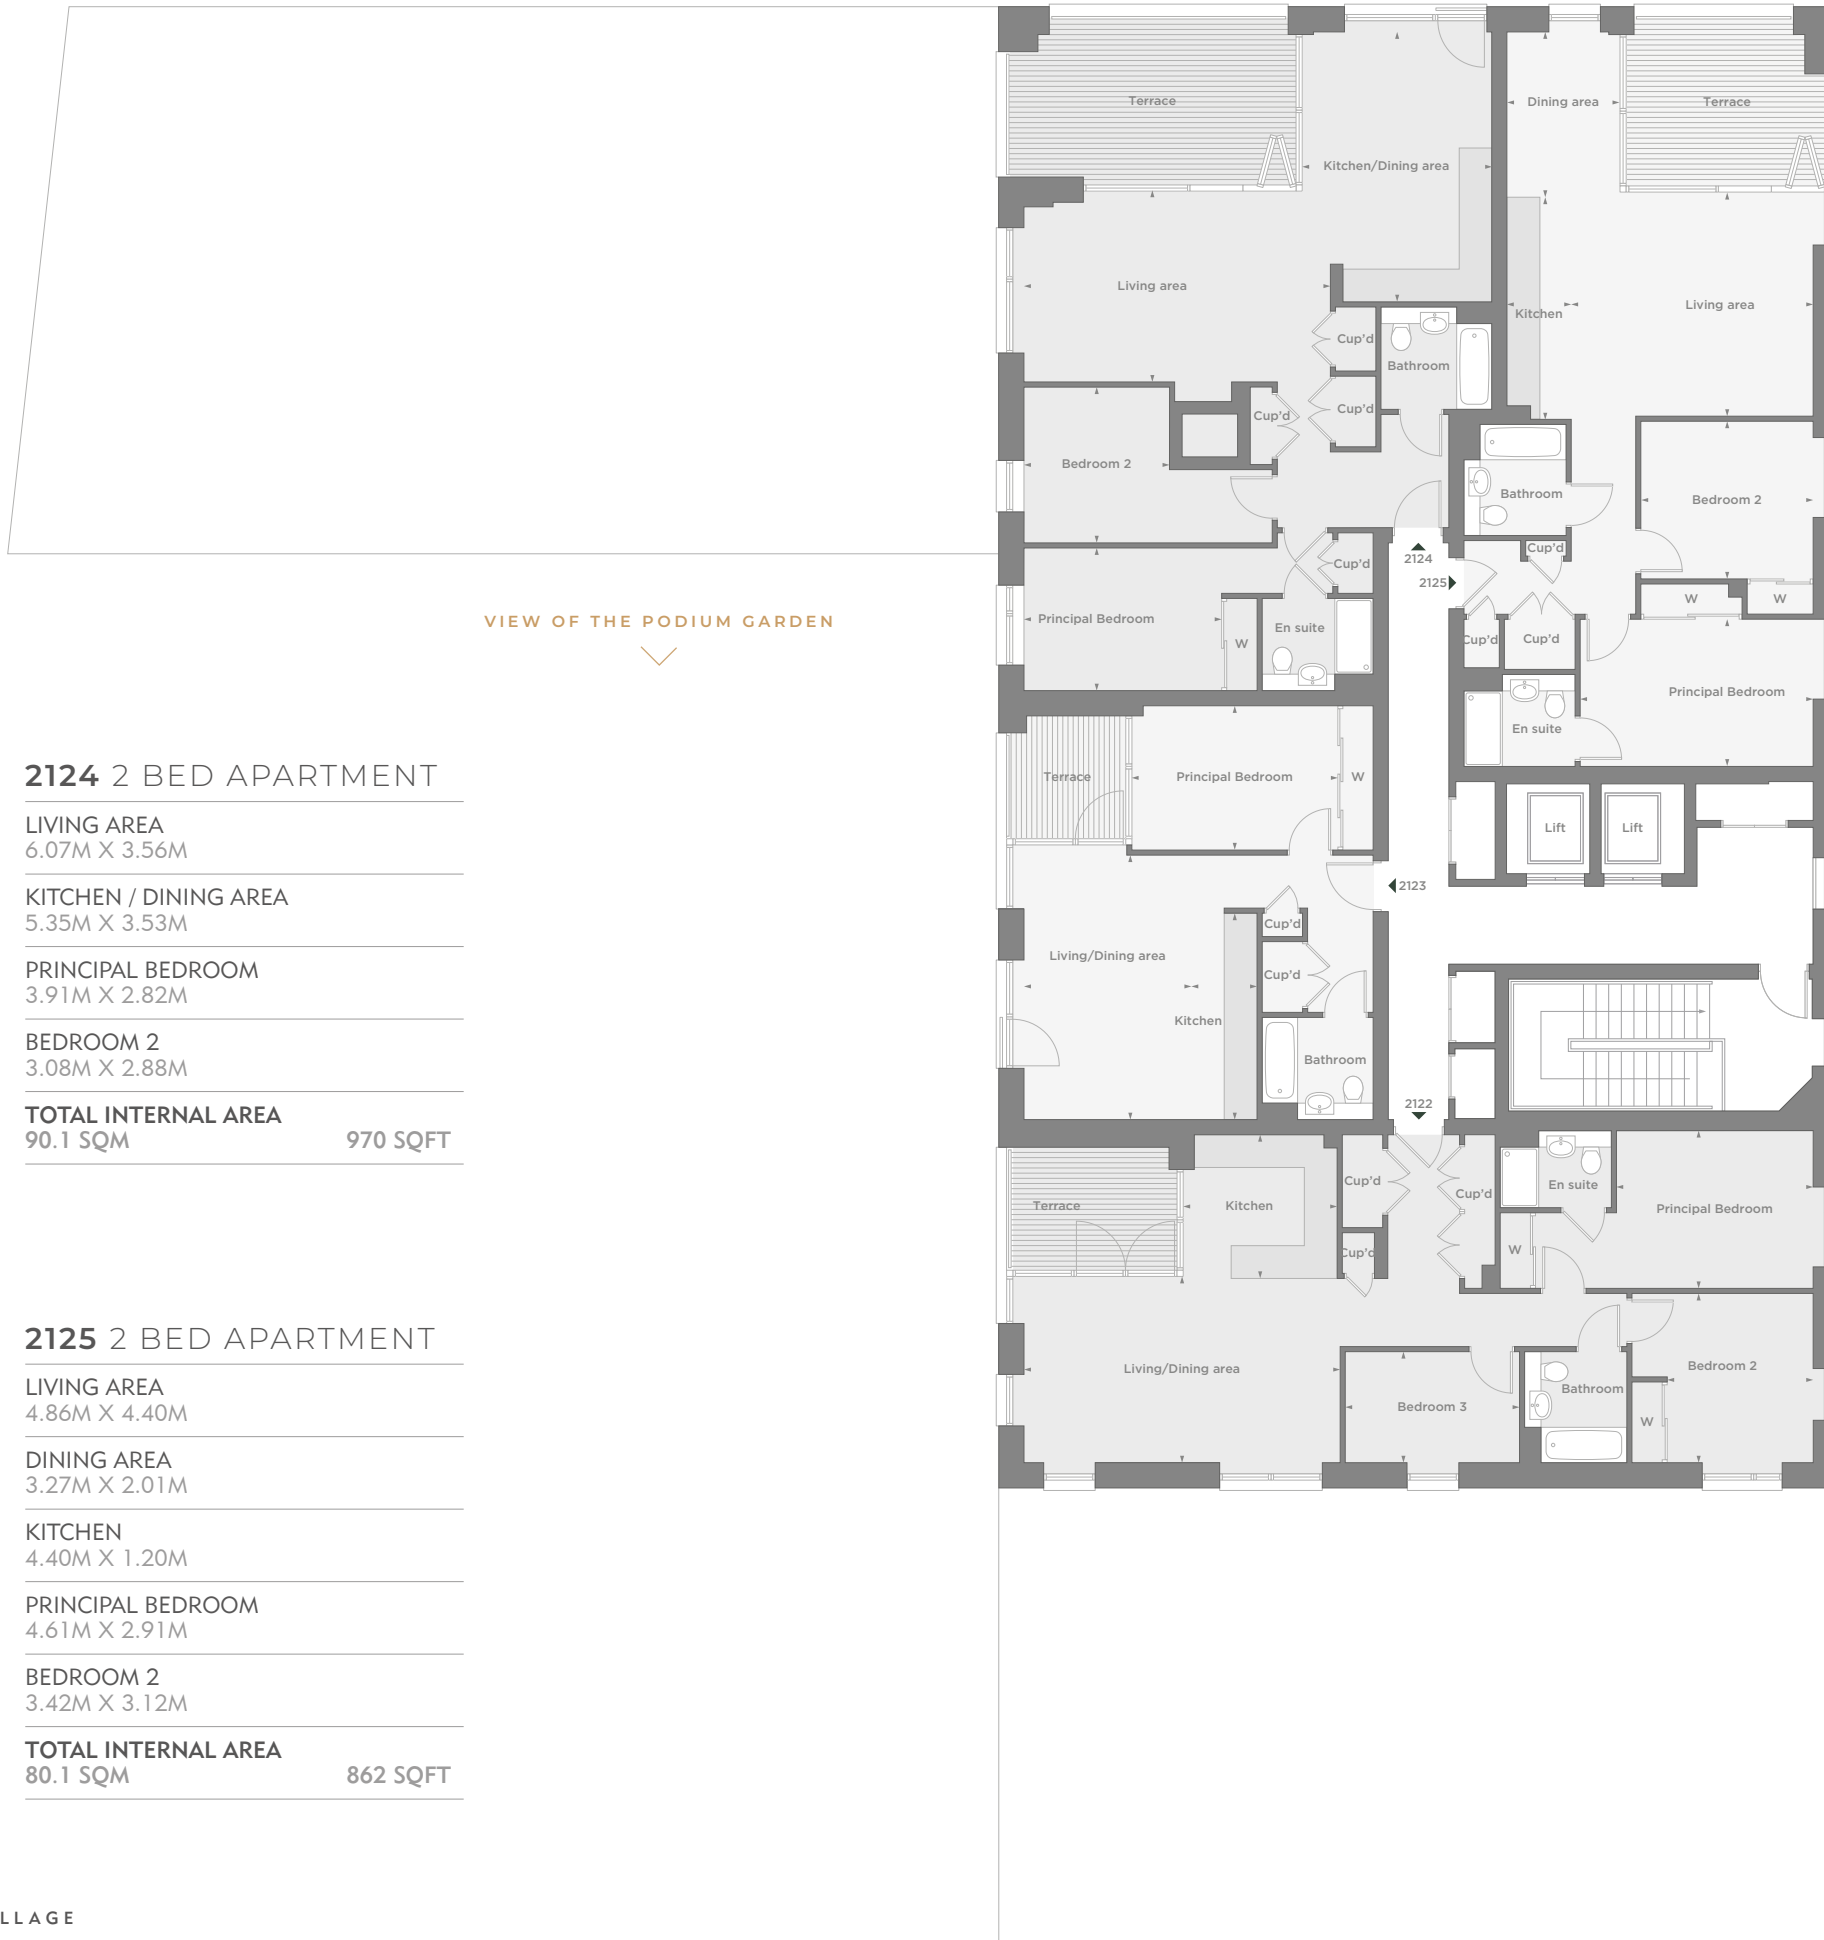 VIEW OF THE PODIUM GARDEN
2124 2 BED APARTMENT
LIVING AREA
6.07M X 3.56M
KITCHEN / DINING AREA
5.35M X 3.53M
PRINCIPAL BEDROOM
3.91M X 2.82M
BEDROOM 2
3.08M X 2.88M
TOTAL INTERNAL AREA
90.1 SQM 970 SQFT
2125 2 BED APARTMENT
LIVING AREA
4.86M X 4.40M
DINING AREA
3.27M X 2.01M
KITCHEN
4.40M X 1.20M
PRINCIPAL BEDROOM
4.61M X 2.91M
BEDROOM 2
3.42M X 3.12M
TOTAL INTERNAL AREA
80.1 SQM 862 SQFT
LLAGE
Terrace
Kitchen/Dining area
Living area
Cup'd
Cup'd
Cup'd
Bathroom
Bedroom 2
Cup'd
Principal Bedroom
W
En suite
2124
2125
Dining area
Terrace
Kitchen
Living area
Bathroom
Bedroom 2
Cup'd
W
W
Cup'd
Cup'd
Principal Bedroom
En suite
Lift
Lift
Terrace
Principal Bedroom
W
2123
Cup'd
Living/Dining area
Cup'd
Kitchen
Bathroom
2122
Terrace
Kitchen
Cup'd
Cup'd
Cup'd
En suite
Principal Bedroom
W
Living/Dining area
Bedroom 3
Bathroom
Bedroom 2
W